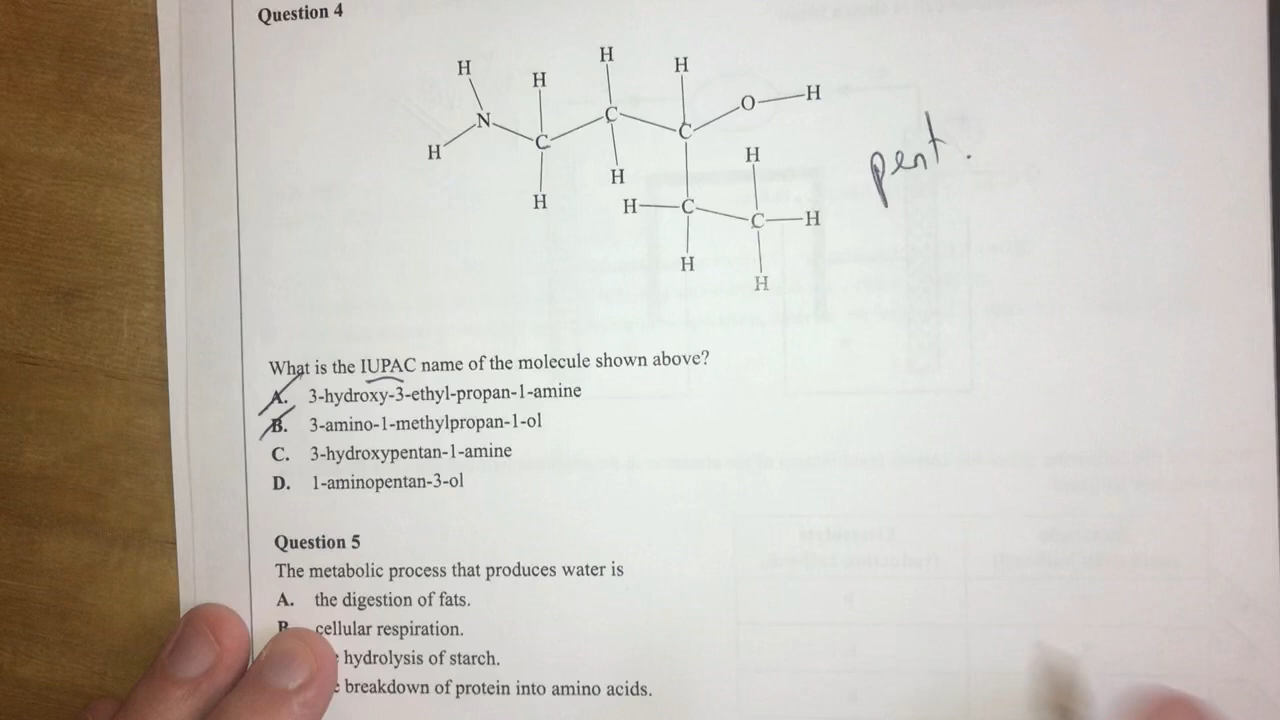 Question 4
H
H
H
H
N
C
C
C
O
H
H
H
H
H
H
C
C
H
H
H
pent.
What is the IUPAC name of the molecule shown above?
A. 3-hydroxy-3-ethyl-propan-1-amine
B. 3-amino-1-methylpropan-1-ol
C. 3-hydroxypentan-1-amine
D. 1-aminopentan-3-ol
Question 5
The metabolic process that produces water is
A. the digestion of fats.
B. cellular respiration.
hydrolysis of starch.
breakdown of protein into amino acids.